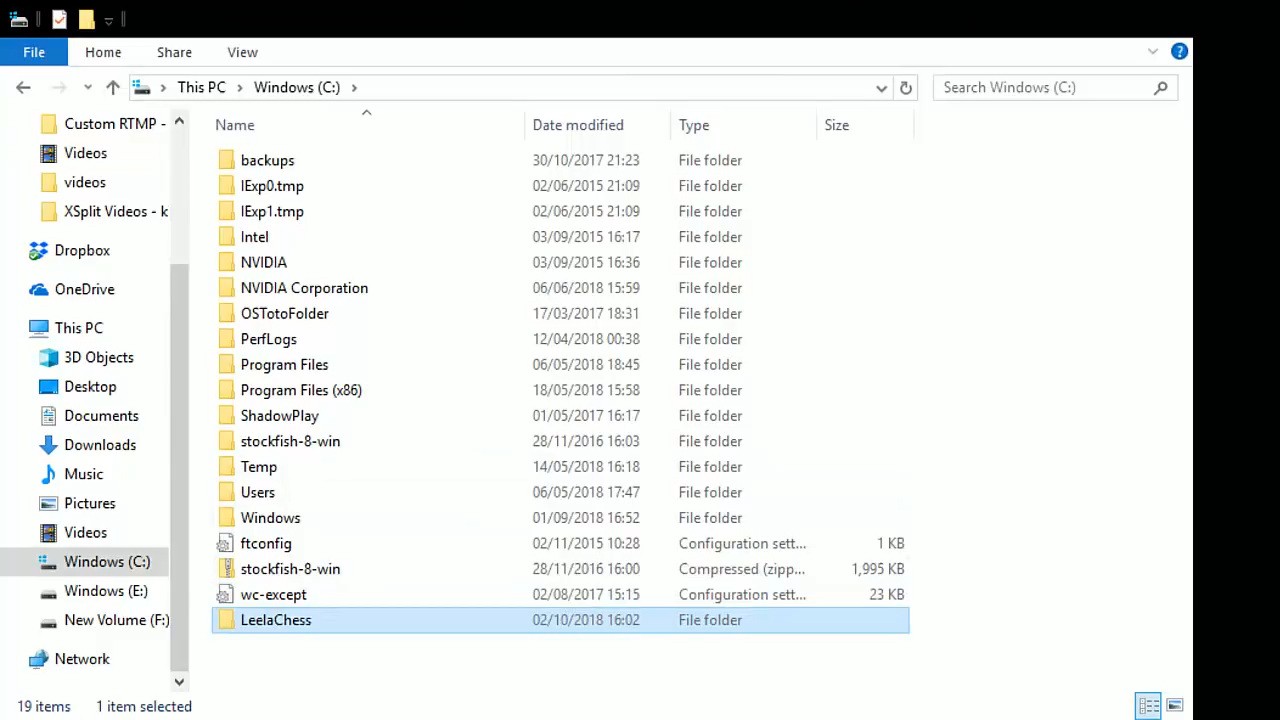 File Home Share View
This PC Windows (C:) Search Windows (C:)
Name Date modified Type Size
Custom RTMP -
Videos
videos
XSplit Videos - k
Dropbox
OneDrive
This PC
3D Objects
Desktop
Documents
Downloads
Music
Pictures
Videos
Windows (C:)
Windows (E:)
New Volume (F:)
Network
backups 30/10/2017 21:23 File folder
IExp0.tmp 02/06/2015 21:09 File folder
IExp1.tmp 02/06/2015 21:09 File folder
Intel 03/09/2015 16:17 File folder
NVIDIA 03/09/2015 16:36 File folder
NVIDIA Corporation 06/06/2018 15:59 File folder
OSTotoFolder 17/03/2017 18:31 File folder
PerfLogs 12/04/2018 00:38 File folder
Program Files 06/05/2018 18:45 File folder
Program Files (x86) 18/05/2018 15:58 File folder
ShadowPlay 01/05/2017 16:17 File folder
stockfish-8-win 28/11/2016 16:03 File folder
Temp 14/05/2018 16:18 File folder
Users 06/05/2018 17:47 File folder
Windows 01/09/2018 16:52 File folder
ftconfig 02/11/2015 10:28 Configuration sett... 1 KB
stockfish-8-win 28/11/2016 16:00 Compressed (zipp... 1,995 KB
wc-except 02/08/2017 15:15 Configuration sett... 23 KB
LeelaChess 02/10/2018 16:02 File folder
19 items 1 item selected